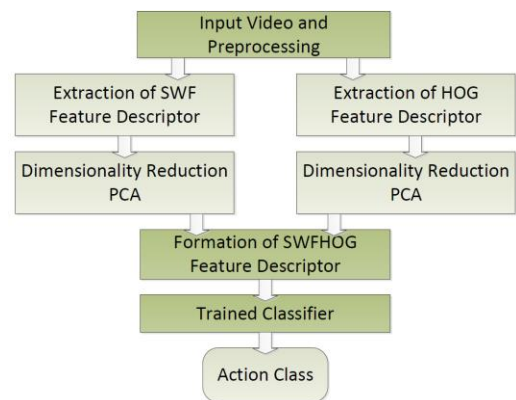 Input Video and
Preprocessing
Extraction of SWF
Feature Descriptor
Extraction of HOG
Feature Descriptor
Dimensionality Reduction
PCA
Dimensionality Reduction
PCA
Formation of SWFHOG
Feature Descriptor
Trained Classifier
Action Class